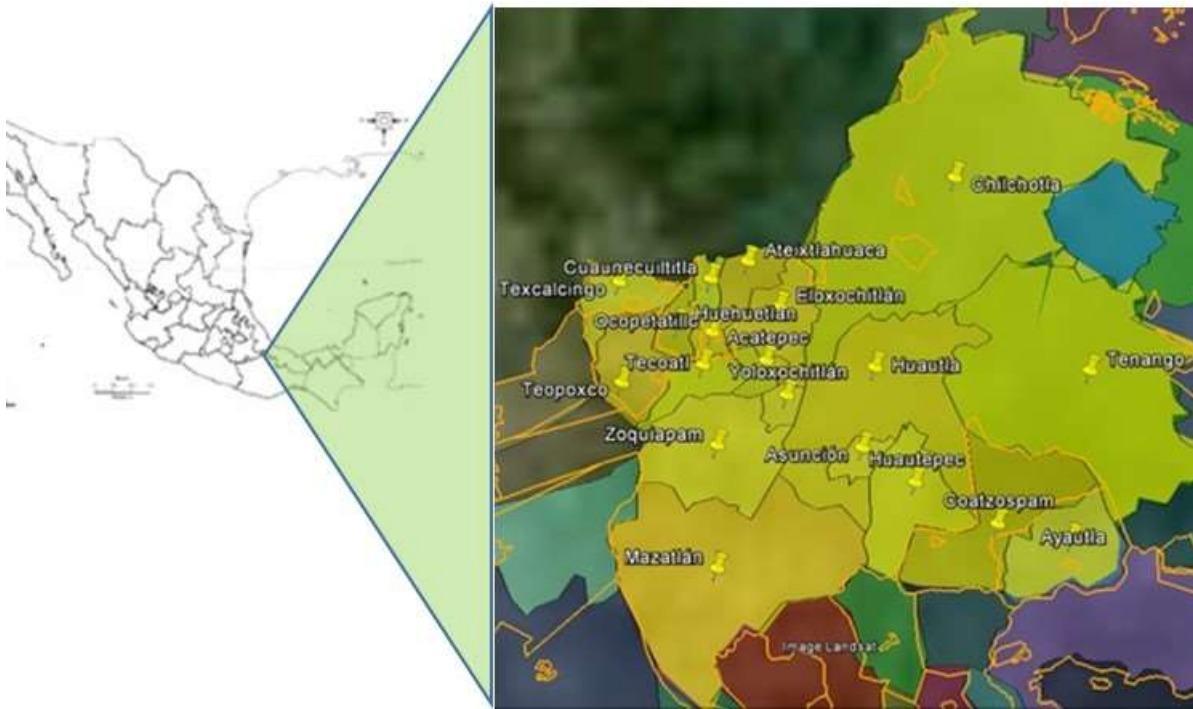 Chilchotla
Ateixtlahuaca
Cuaunecuiltitla
Texcalcingo
Eloxochitlán
Huehuetlán
Ocopetatillo
Acatepec
Tecoatl
Huautla
Tenango
Yoloxochitlán
Teopoxco
Zoquiapam
Asunción
Huautepec
Coatzospam
Ayautla
Mazatlán
Image Landsat